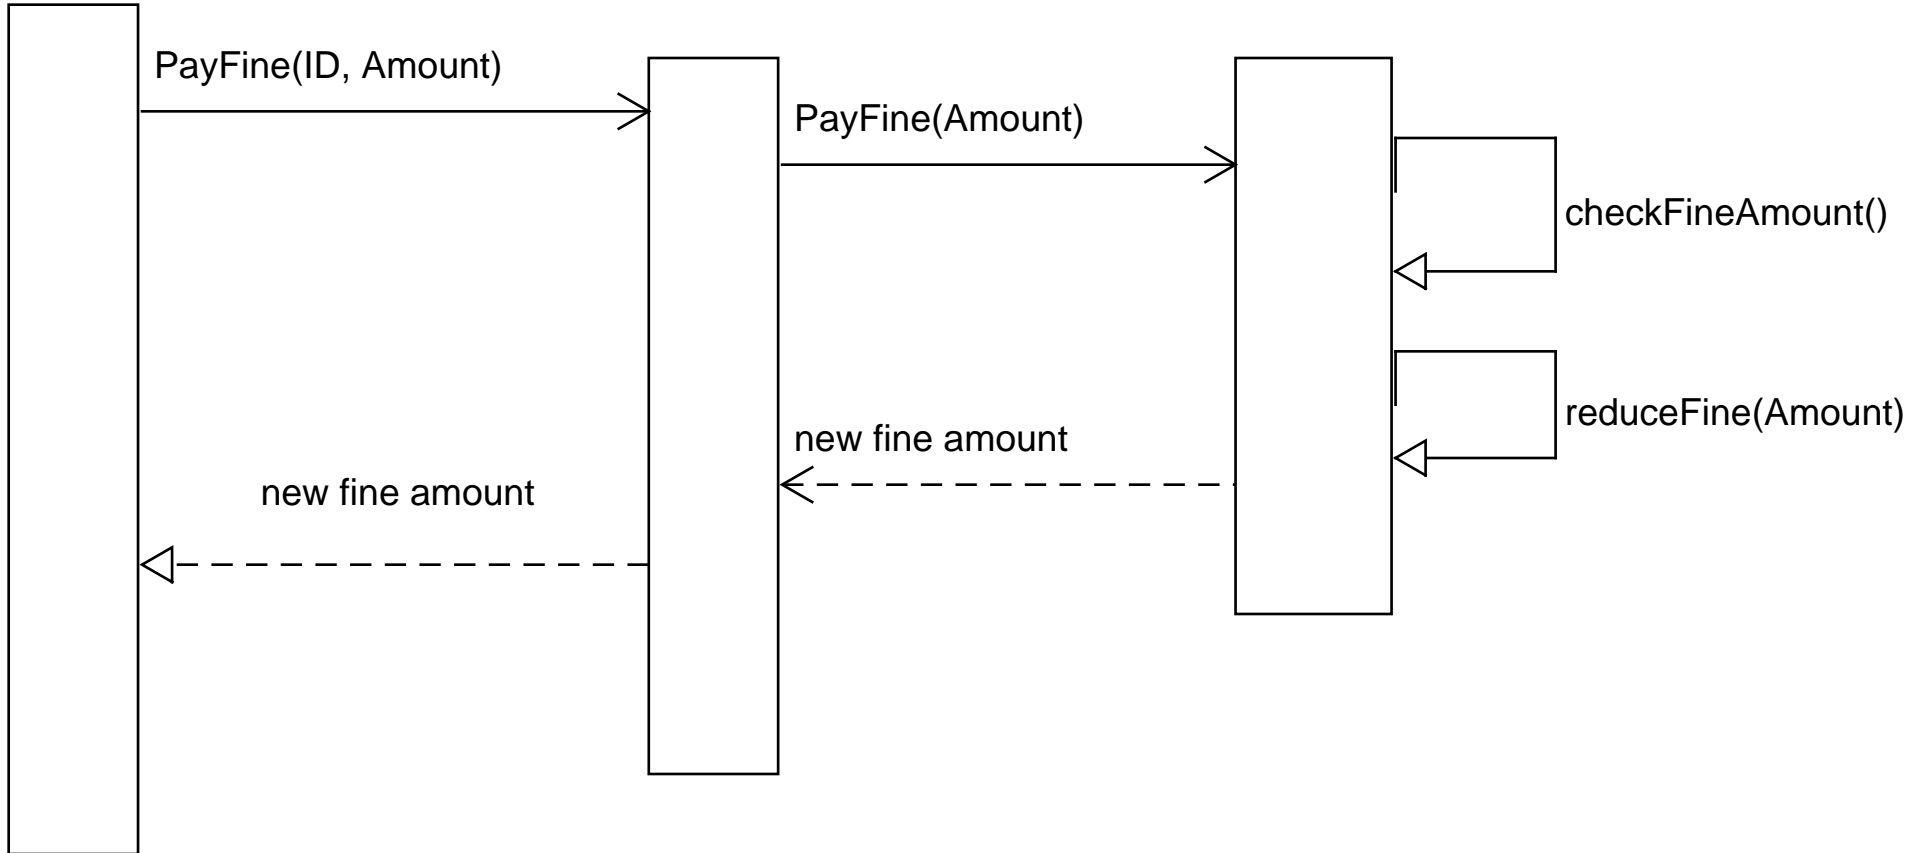 PayFine(ID, Amount)
PayFine(Amount)
checkFineAmount()
reduceFine(Amount)
new fine amount
new fine amount